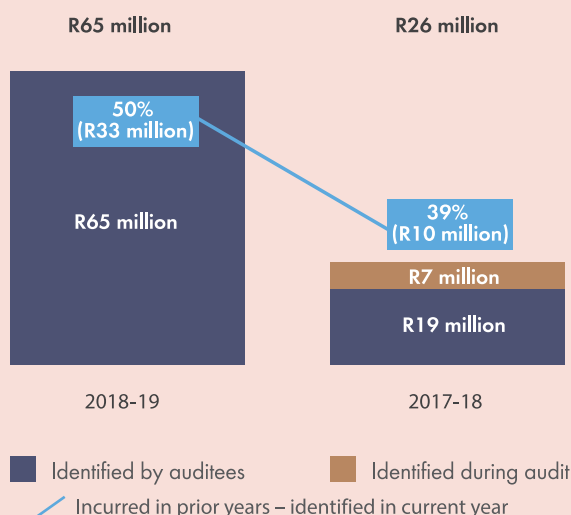 R65 million
R26 million
50%
(R33 million)
R65 million
39%
(R10 million)
R7 million
R19 million
2018-19
2017-18
Identified by auditees
Identified during audit
Incurred in prior years – identified in current year